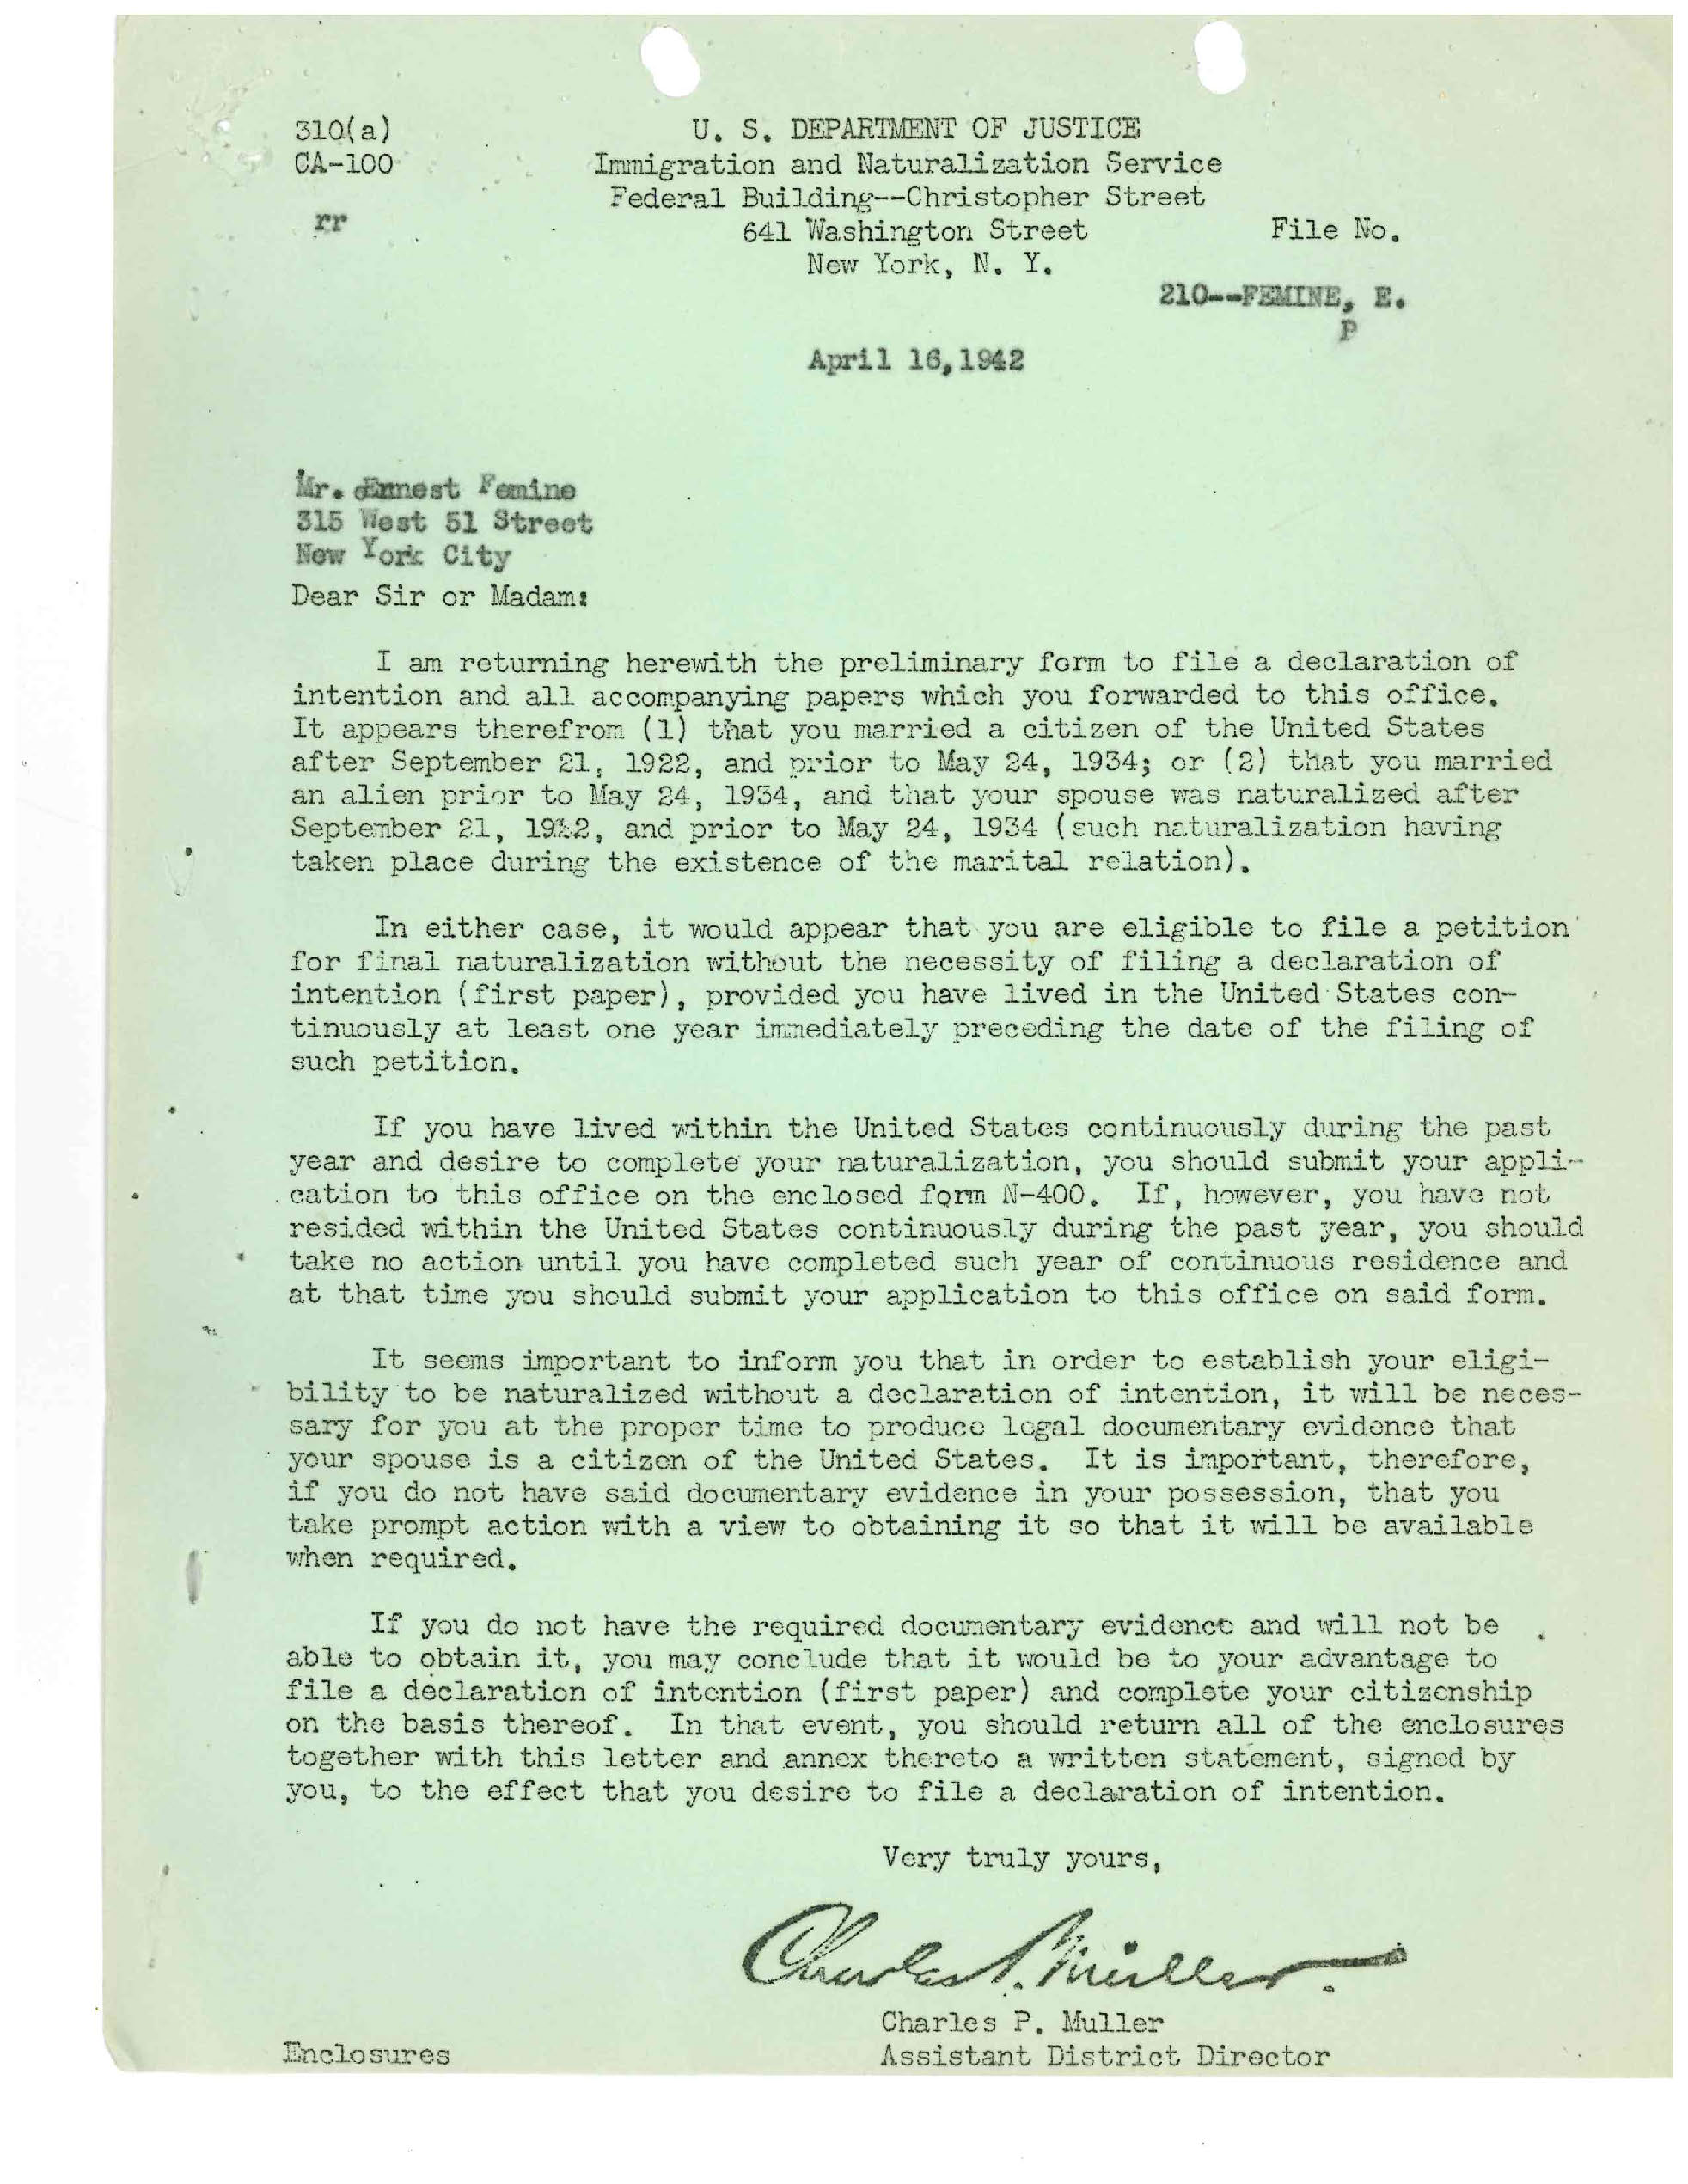 310(a)
U. S. DEPARTMENT OF JUSTICE
CA-100
Immigration and Naturalization Service
Federal Building--Christopher Street
rr
641 Washington Street
File No.
New York, N. Y.
210--FEMINE, E.
P
April 16,1942
Mr. Ernest Femine
315 West 51 Street
New York City
Dear Sir or Madam:
I am returning herewith the preliminary form to file a declaration of
intention and all accompanying papers which you forwarded to this office.
It appears therefrom (1) that you married a citizen of the United States
after September 21, 1922, and prior to May 24, 1934; or (2) that you married
an alien prior to May 24, 1934, and that your spouse was naturalized after
September 21, 1922, and prior to May 24, 1934 (such naturalization having
taken place during the existence of the marital relation).
In either case, it would appear that you are eligible to file a petition
for final naturalization without the necessity of filing a declaration of
intention (first paper), provided you have lived in the United States con-
tinuously at least one year immediately preceding the date of the filing of
such petition.
If you have lived within the United States continuously during the past
year and desire to complete your naturalization, you should submit your appli-
cation to this office on the enclosed form N-400. If, however, you have not
resided within the United States continuously during the past year, you should
take no action until you have completed such year of continuous residence and
at that time you should submit your application to this office on said form.
It seems important to inform you that in order to establish your eligi-
bility to be naturalized without a declaration of intention, it will be neces-
sary for you at the proper time to produce legal documentary evidence that
your spouse is a citizen of the United States. It is important, therefore,
if you do not have said documentary evidence in your possession, that you
take prompt action with a view to obtaining it so that it will be available
when required.
If you do not have the required documentary evidence and will not be
able to obtain it, you may conclude that it would be to your advantage to
file a declaration of intention (first paper) and complete your citizenship
on the basis thereof. In that event, you should return all of the enclosures
together with this letter and annex thereto a written statement, signed by
you, to the effect that you desire to file a declaration of intention.
Very truly yours,
Charles P. Muller
Charles P. Muller
Enclosures
Assistant District Director